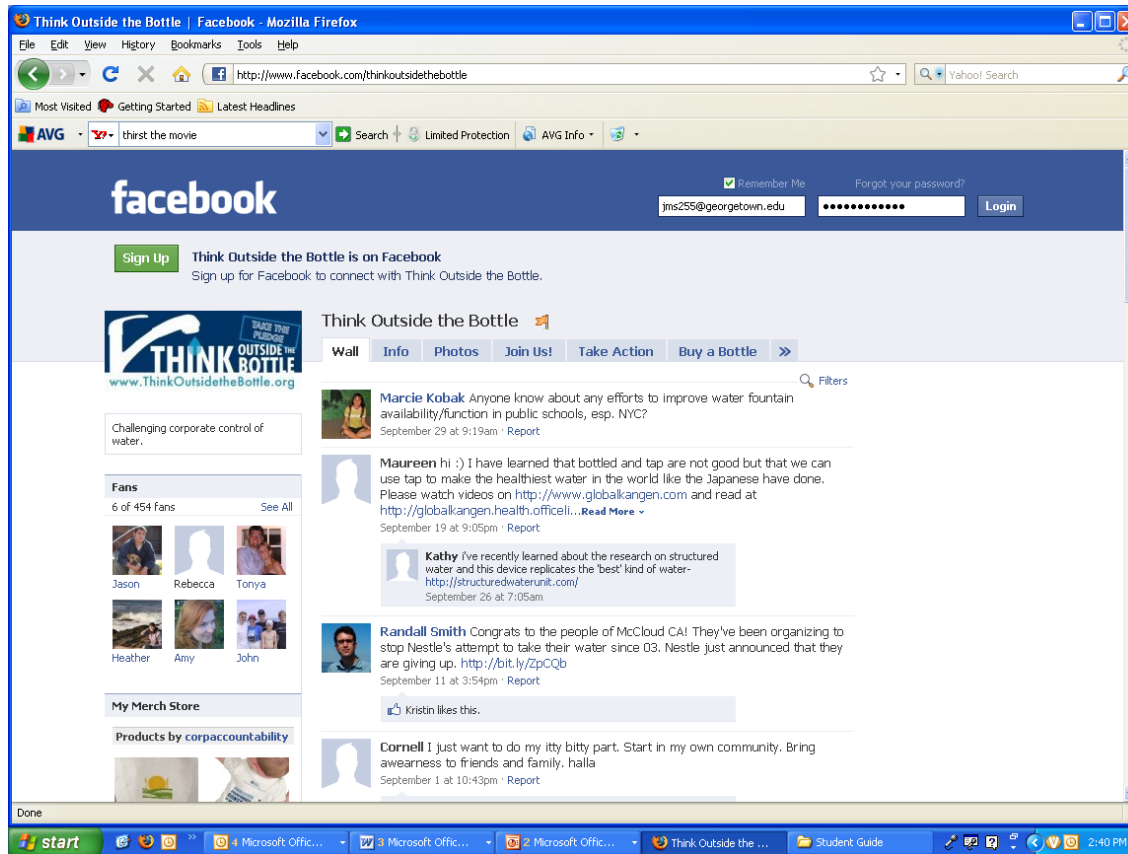 Think Outside the Bottle | Facebook - Mozilla Firefox
File Edit View History Bookmarks Tools Help
http://www.facebook.com/thinkoutsidethebottle
Yahoo! Search
Most Visited Getting Started Latest Headlines
AVG thirst the movie Search Limited Protection AVG Info
facebook
Remember Me Forgot your password?
jms255@georgetown.edu •••••••••••• Login
Sign Up
Think Outside the Bottle is on Facebook
Sign up for Facebook to connect with Think Outside the Bottle.
TAKE THE
PLEDGE
THINK OUTSIDE THE
BOTTLE
www.ThinkOutsidetheBottle.org
Challenging corporate control of
water.
Fans
6 of 454 fans See All
Jason Rebecca Tonya
Heather Amy John
My Merch Store
Products by corpaccountability
Think Outside the Bottle
Wall Info Photos Join Us! Take Action Buy a Bottle »
Filters
Marcie Kobak Anyone know about any efforts to improve water fountain
availability/function in public schools, esp. NYC?
September 29 at 9:19am · Report
Maureen hi :) I have learned that bottled and tap are not good but that we can
use tap to make the healthiest water in the world like the Japanese have done.
Please watch videos on http://www.globalkangen.com and read at
http://globalkangen.health.officeli...Read More
September 19 at 9:05pm · Report
Kathy i've recently learned about the research on structured
water and this device replicates the 'best' kind of water-
http://structuredwaterunit.com/
September 26 at 7:05am
Randall Smith Congrats to the people of McCloud CA! They've been organizing to
stop Nestle's attempt to take their water since 03. Nestle just announced that they
are giving up. http://bit.ly/ZpCQb
September 11 at 3:54pm · Report
Kristin likes this.
Cornell I just want to do my itty bitty part. Start in my own community. Bring
awearness to friends and family. halla
September 1 at 10:43pm · Report
Done
start 4 Microsoft Offic... 3 Microsoft Offic... 2 Microsoft Offic... Think Outside the ... Student Guide 2:40 PM